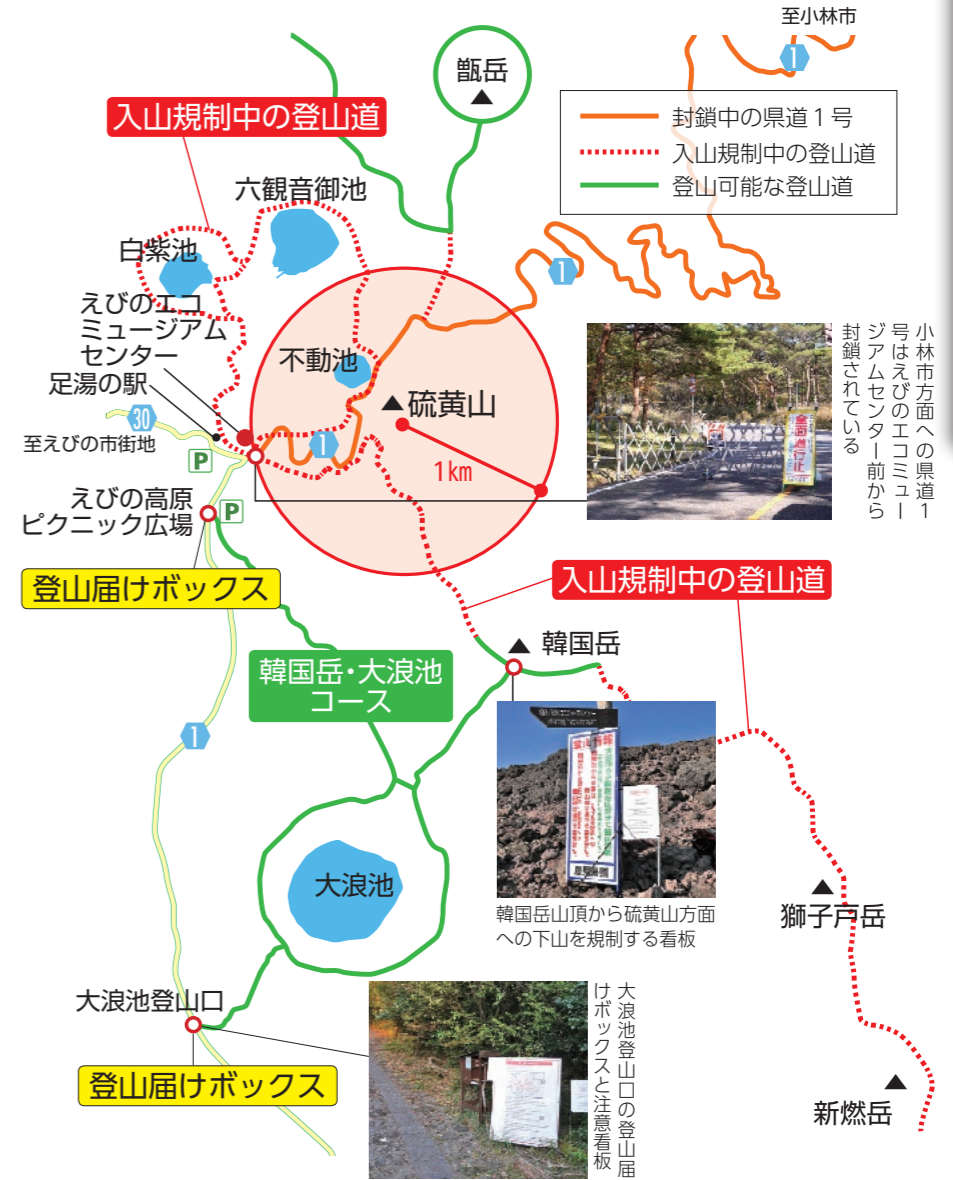 至小林市
1
甑岳
封鎖中の県道1号
入山規制中の登山道
登山可能な登山道
入山規制中の登山道
六観音御池
白紫池
1
えびのエコ
ミュージアム
センター
足湯の駅
不動池
硫黄山
30
至えびの市街地
1
1km
P
P
えびの高原
ピクニック広場
全面通行止
小林市方面への県道1
号はえびのエコミュー
ジアムセンター前から
封鎖されている
登山届けボックス
入山規制中の登山道
韓国岳
韓国岳・大浪池
コース
1
韓国岳山頂から硫黄山方面
への下山を規制する看板
大浪池
獅子戸岳
大浪池登山口
登山届けボックス
大浪池登山口の登山届
けボックスと注意看板
新燃岳